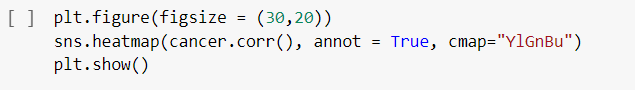 [ ] plt.figure(figsize = (30,20))
sns.heatmap(cancer.corr(), annot = True, cmap="YlGnBu")
plt.show()